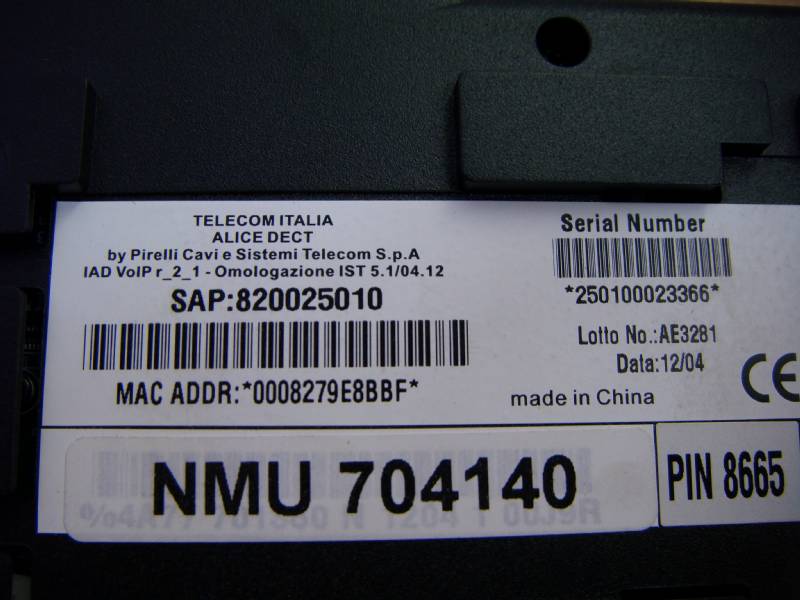 TELECOM ITALIA
ALICE DECT
by Pirelli Cavi e Sistemi Telecom S.p.A
IAD VoIP r_2_1 - Omologazione IST 5.1/04.12
SAP:820025010
MAC ADDR:*0008279E8BBF*
Serial Number
*250100023366*
Lotto No.:AE3281
Data:12/04
made in China
CE
NMU 704140
PIN 8665